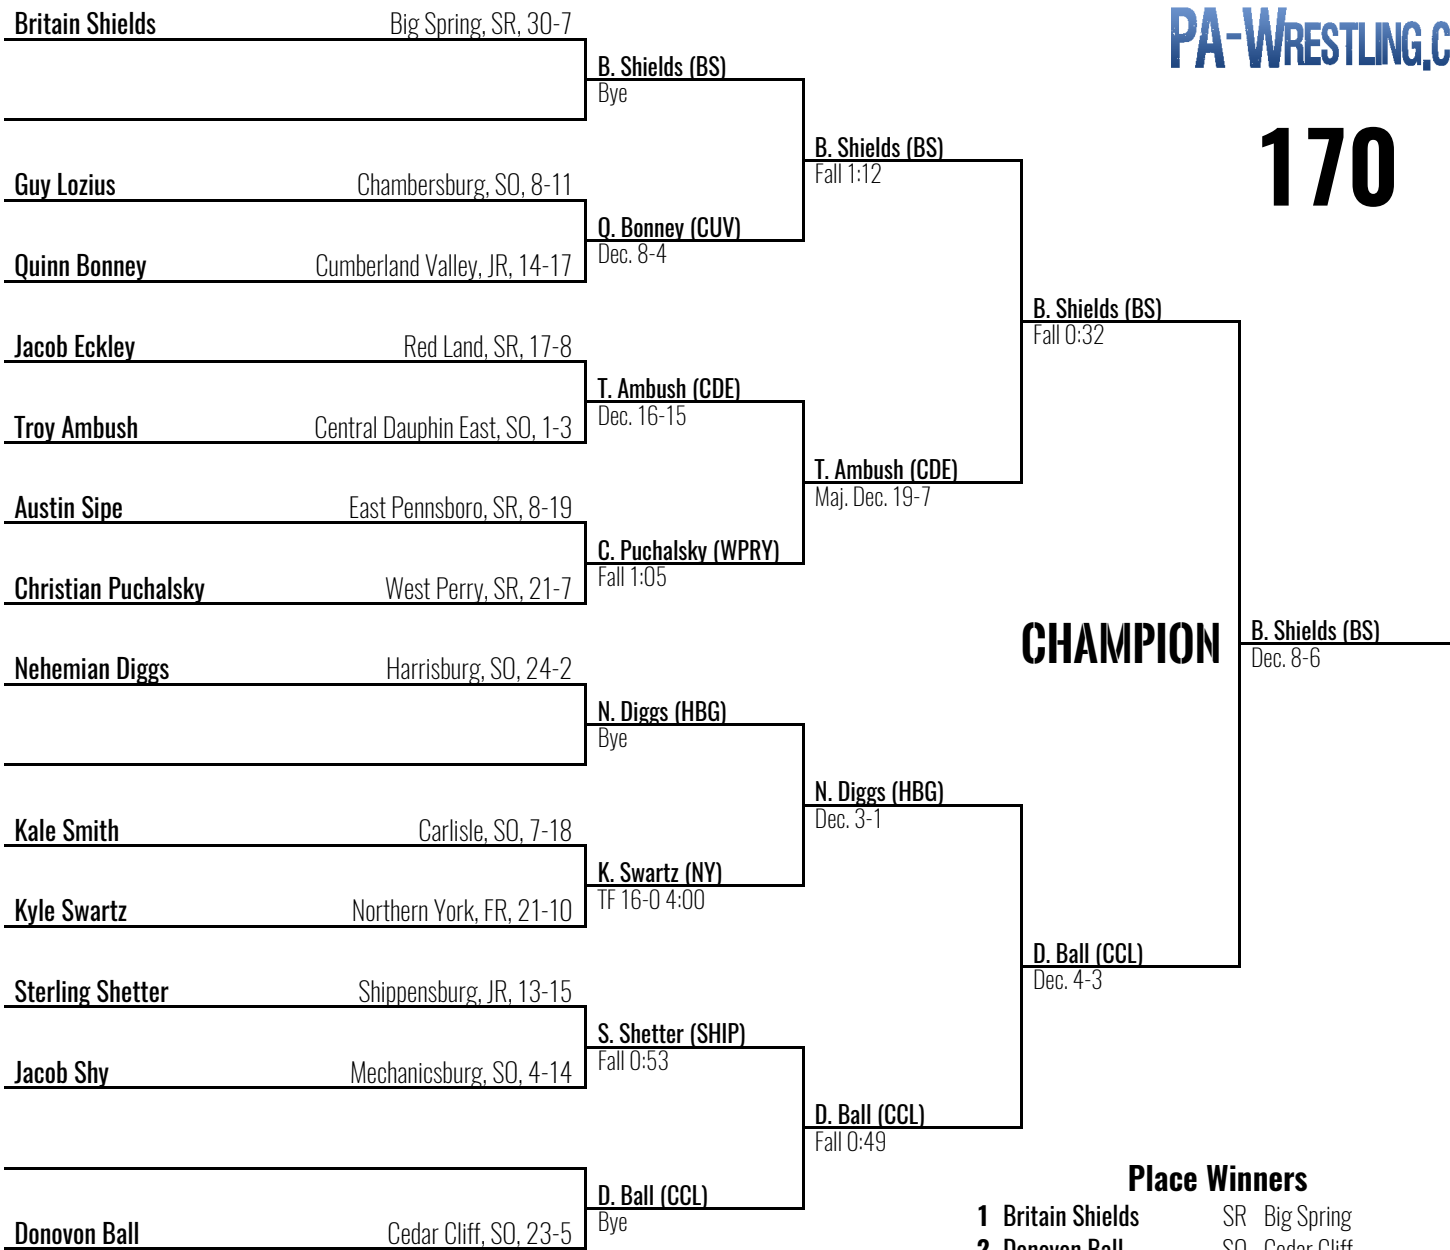 Britain Shields Big Spring, SR, 30-7
PA-WRESTLING.C
B. Shields (BS)
Bye
170
B. Shields (BS)
Fall 1:12
Guy Lozius Chambersburg, SO, 8-11
Q. Bonney (CUV)
Dec. 8-4
Quinn Bonney Cumberland Valley, JR, 14-17
B. Shields (BS)
Fall 0:32
Jacob Eckley Red Land, SR, 17-8
T. Ambush (CDE)
Dec. 16-15
Troy Ambush Central Dauphin East, SO, 1-3
T. Ambush (CDE)
Maj. Dec. 19-7
Austin Sipe East Pennsboro, SR, 8-19
C. Puchalsky (WPRY)
Fall 1:05
Christian Puchalsky West Perry, SR, 21-7
CHAMPION B. Shields (BS)
Dec. 8-6
Nehemian Diggs Harrisburg, SO, 24-2
N. Diggs (HBG)
Bye
N. Diggs (HBG)
Dec. 3-1
Kale Smith Carlisle, SO, 7-18
K. Swartz (NY)
TF 16-0 4:00
Kyle Swartz Northern York, FR, 21-10
D. Ball (CCL)
Dec. 4-3
Sterling Shetter Shippensburg, JR, 13-15
S. Shetter (SHIP)
Fall 0:53
Jacob Shy Mechanicsburg, SO, 4-14
D. Ball (CCL)
Fall 0:49
Place Winners
D. Ball (CCL)
Bye
1 Britain Shields SR Big Spring
Donovon Ball Cedar Cliff, SO, 23-5
2 Donovon Ball SO Cedar Cliff